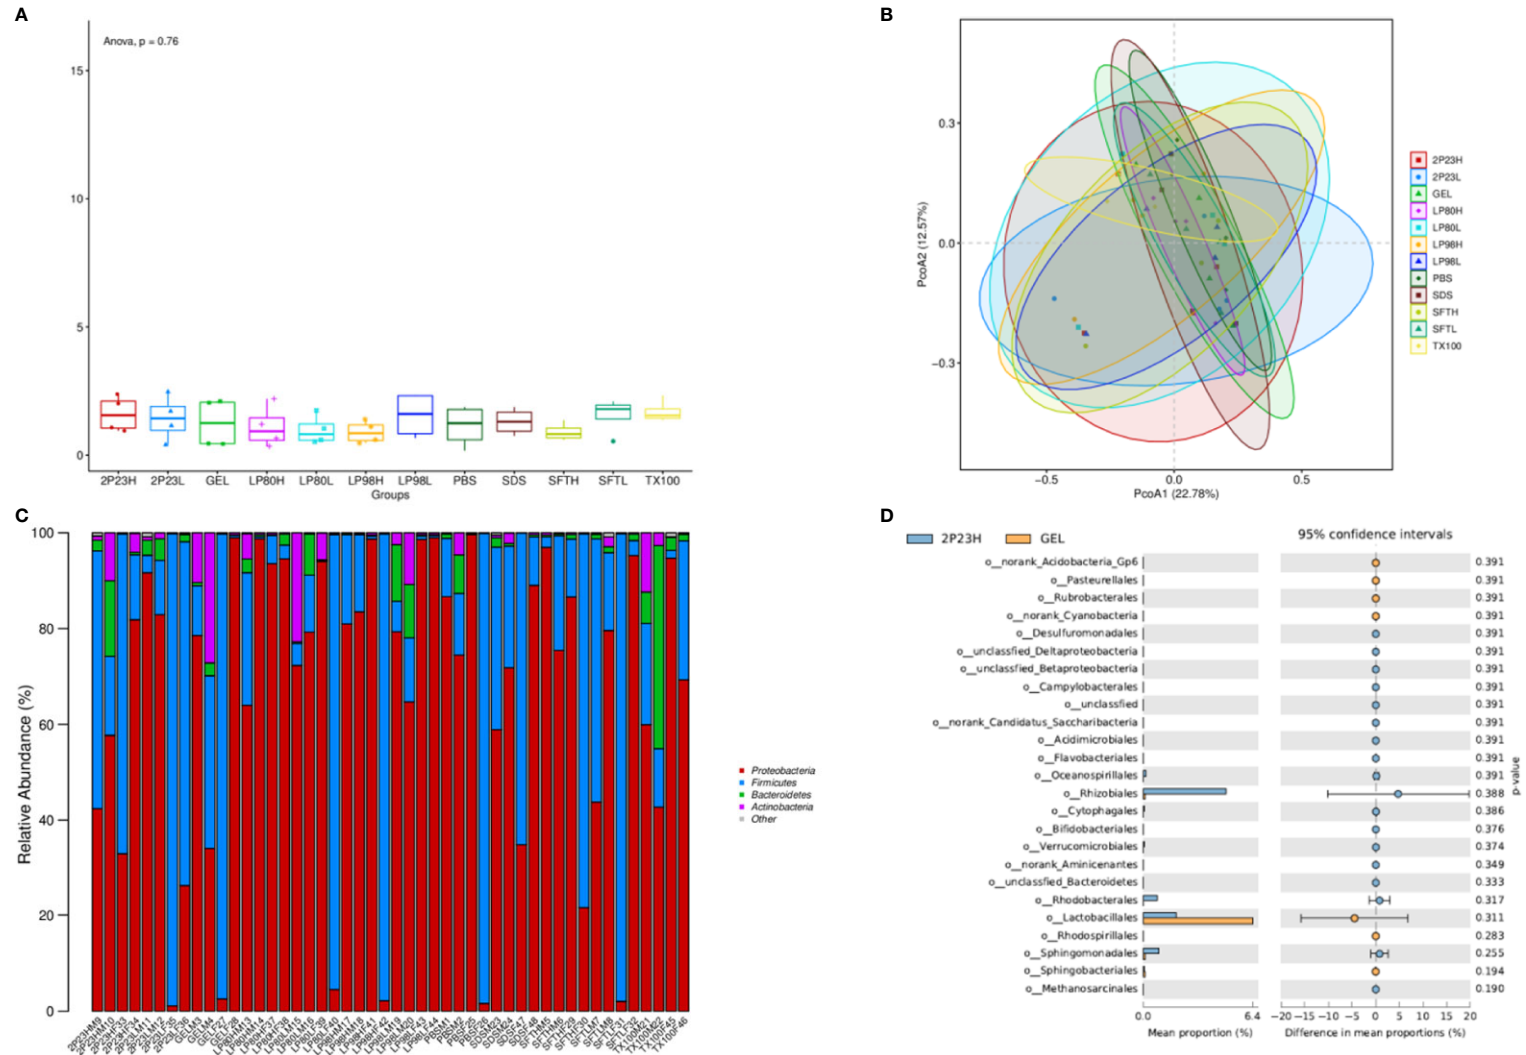 A
Anova, p = 0.76
15
10
5
0
2P23H 2P23L GEL LP80H LP80L LP98H LP98L PBS SDS SFTH SFTL TX100
Groups
B
PcoA2 (12.57%)
0.3
0.0
−0.3
−0.5 0.0 0.5
PcoA1 (22.78%)
2P23H
2P23L
GEL
LP80H
LP80L
LP98H
LP98L
PBS
SDS
SFTH
SFTL
TX100
C
Relative Abundance (%)
100
80
60
40
20
0
Proteobacteria
Firmicutes
Bacteroidetes
Actinobacteria
Other
D
2P23H GEL
95% confidence intervals
o__norank_Acidobacteria_Gp6 0.391
o__Pasteurellales 0.391
o__Rubrobacterales 0.391
o__norank_Cyanobacteria 0.391
o__Desulfuromonadales 0.391
o__unclassfied_Deltaproteobacteria 0.391
o__unclassfied_Betaproteobacteria 0.391
o__Campylobacterales 0.391
o__unclassfied 0.391
o__norank_Candidatus_Saccharibacteria 0.391
o__Acidimicrobiales 0.391
o__Flavobacteriales 0.391
o__Oceanospirillales 0.391
o__Rhizobiales 0.388
o__Cytophagales 0.386
o__Bifidobacteriales 0.376
o__Verrucomicrobiales 0.374
o__norank_Aminicenantes 0.349
o__unclassfied_Bacteroidetes 0.333
o__Rhodobacterales 0.317
o__Lactobacillales 0.311
o__Rhodospirillales 0.283
o__Sphingomonadales 0.255
o__Sphingobacteriales 0.194
o__Methanosarcinales 0.190
p-value
0.0 6.4 −20 −15 −10 −5 0 5 10 15 20
Mean proportion (%) Difference in mean proportions (%)